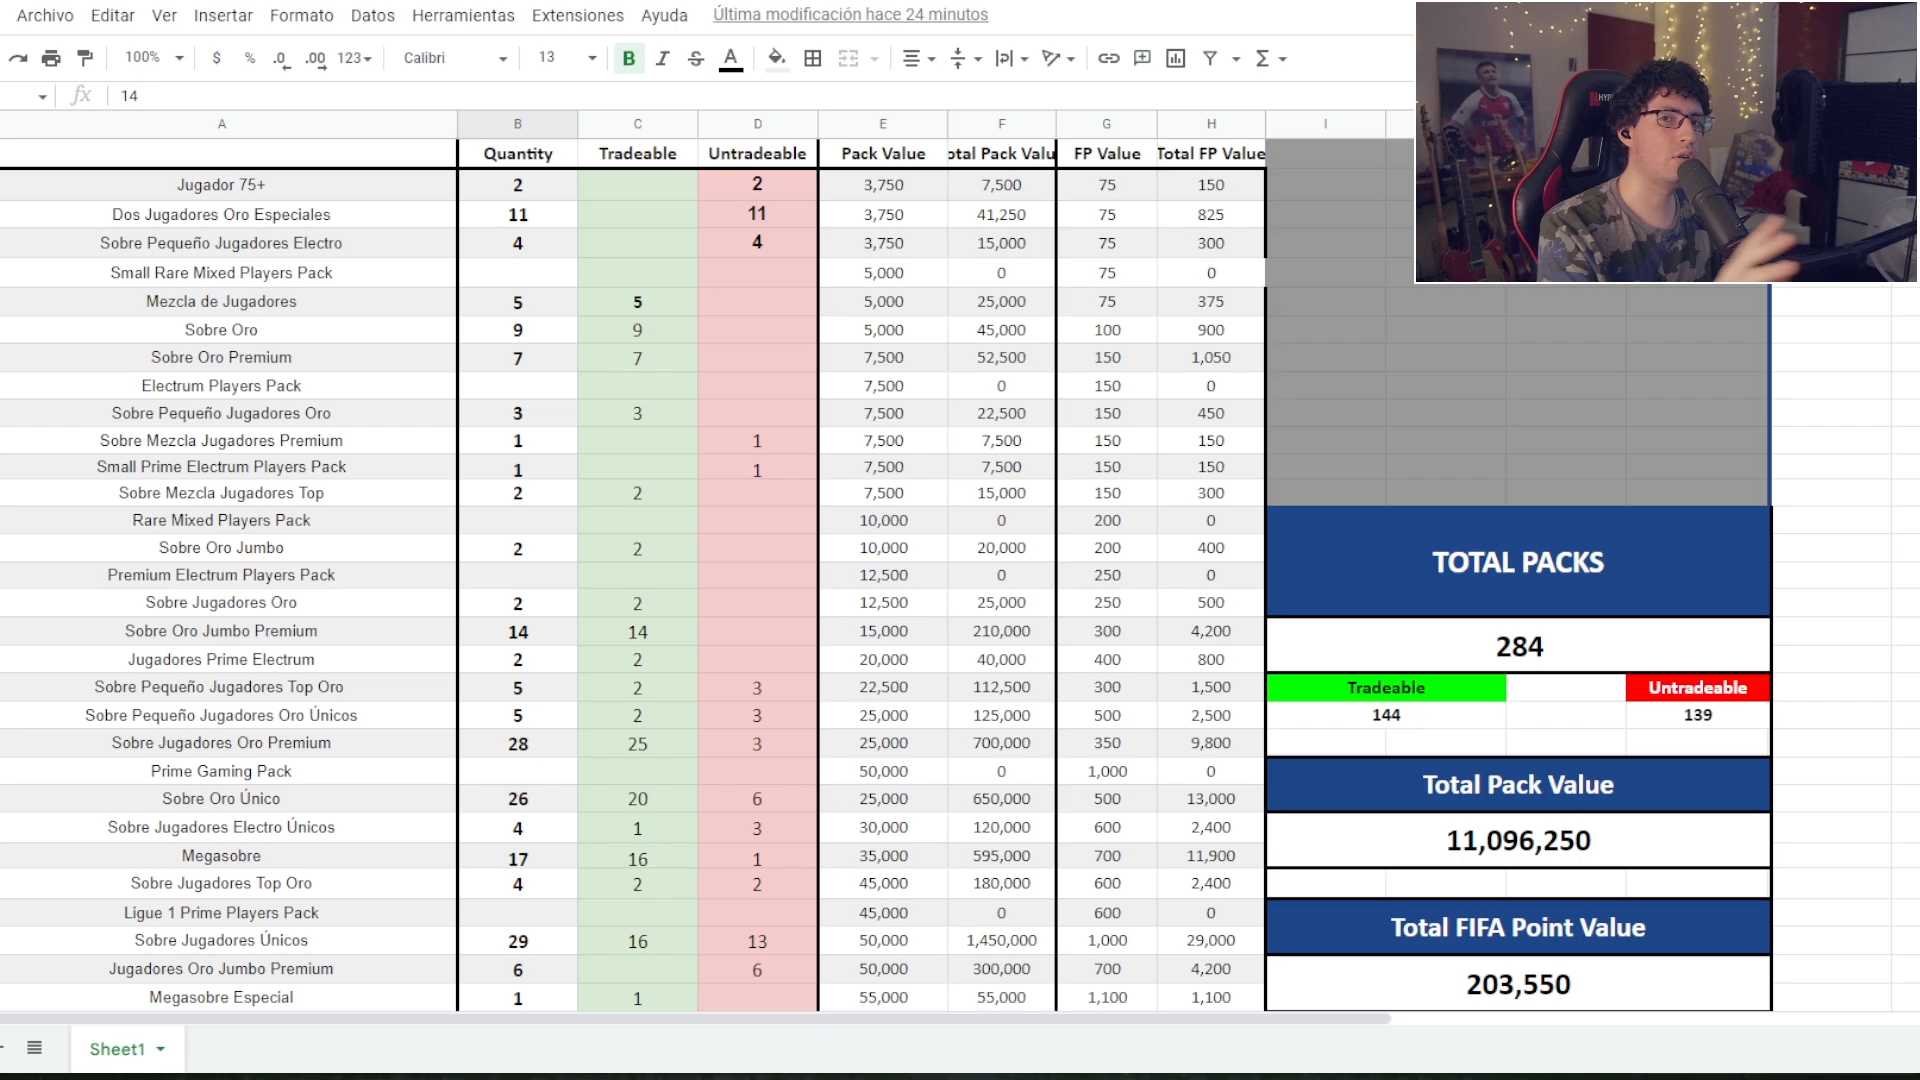 Archivo Editar Ver Insertar Formato Datos Herramientas Extensiones Ayuda Última modificación hace 24 minutos
100% $ % .0 .00 123 Calibri 13 B I S A
fx 14
A B C D E F G H I
Quantity Tradeable Untradeable Pack Value otal Pack Valu FP Value Total FP Value
Jugador 75+ 2 2 3,750 7,500 75 150
Dos Jugadores Oro Especiales 11 11 3,750 41,250 75 825
Sobre Pequeño Jugadores Electro 4 4 3,750 15,000 75 300
Small Rare Mixed Players Pack 5,000 0 75 0
Mezcla de Jugadores 5 5 5,000 25,000 75 375
Sobre Oro 9 9 5,000 45,000 100 900
Sobre Oro Premium 7 7 7,500 52,500 150 1,050
Electrum Players Pack 7,500 0 150 0
Sobre Pequeño Jugadores Oro 3 3 7,500 22,500 150 450
Sobre Mezcla Jugadores Premium 1 1 7,500 7,500 150 150
Small Prime Electrum Players Pack 1 1 7,500 7,500 150 150
Sobre Mezcla Jugadores Top 2 2 7,500 15,000 150 300
Rare Mixed Players Pack 10,000 0 200 0
Sobre Oro Jumbo 2 2 10,000 20,000 200 400
Premium Electrum Players Pack 12,500 0 250 0
Sobre Jugadores Oro 2 2 12,500 25,000 250 500
Sobre Oro Jumbo Premium 14 14 15,000 210,000 300 4,200
Jugadores Prime Electrum 2 2 20,000 40,000 400 800
Sobre Pequeño Jugadores Top Oro 5 2 3 22,500 112,500 300 1,500
Sobre Pequeño Jugadores Oro Únicos 5 2 3 25,000 125,000 500 2,500
Sobre Jugadores Oro Premium 28 25 3 25,000 700,000 350 9,800
Prime Gaming Pack 50,000 0 1,000 0
Sobre Oro Único 26 20 6 25,000 650,000 500 13,000
Sobre Jugadores Electro Únicos 4 1 3 30,000 120,000 600 2,400
Megasobre 17 16 1 35,000 595,000 700 11,900
Sobre Jugadores Top Oro 4 2 2 45,000 180,000 600 2,400
Ligue 1 Prime Players Pack 45,000 0 600 0
Sobre Jugadores Únicos 29 16 13 50,000 1,450,000 1,000 29,000
Jugadores Oro Jumbo Premium 6 6 50,000 300,000 700 4,200
Megasobre Especial 1 1 55,000 55,000 1,100 1,100
TOTAL PACKS
284
Tradeable Untradeable
144 139
Total Pack Value
11,096,250
Total FIFA Point Value
203,550
Sheet1